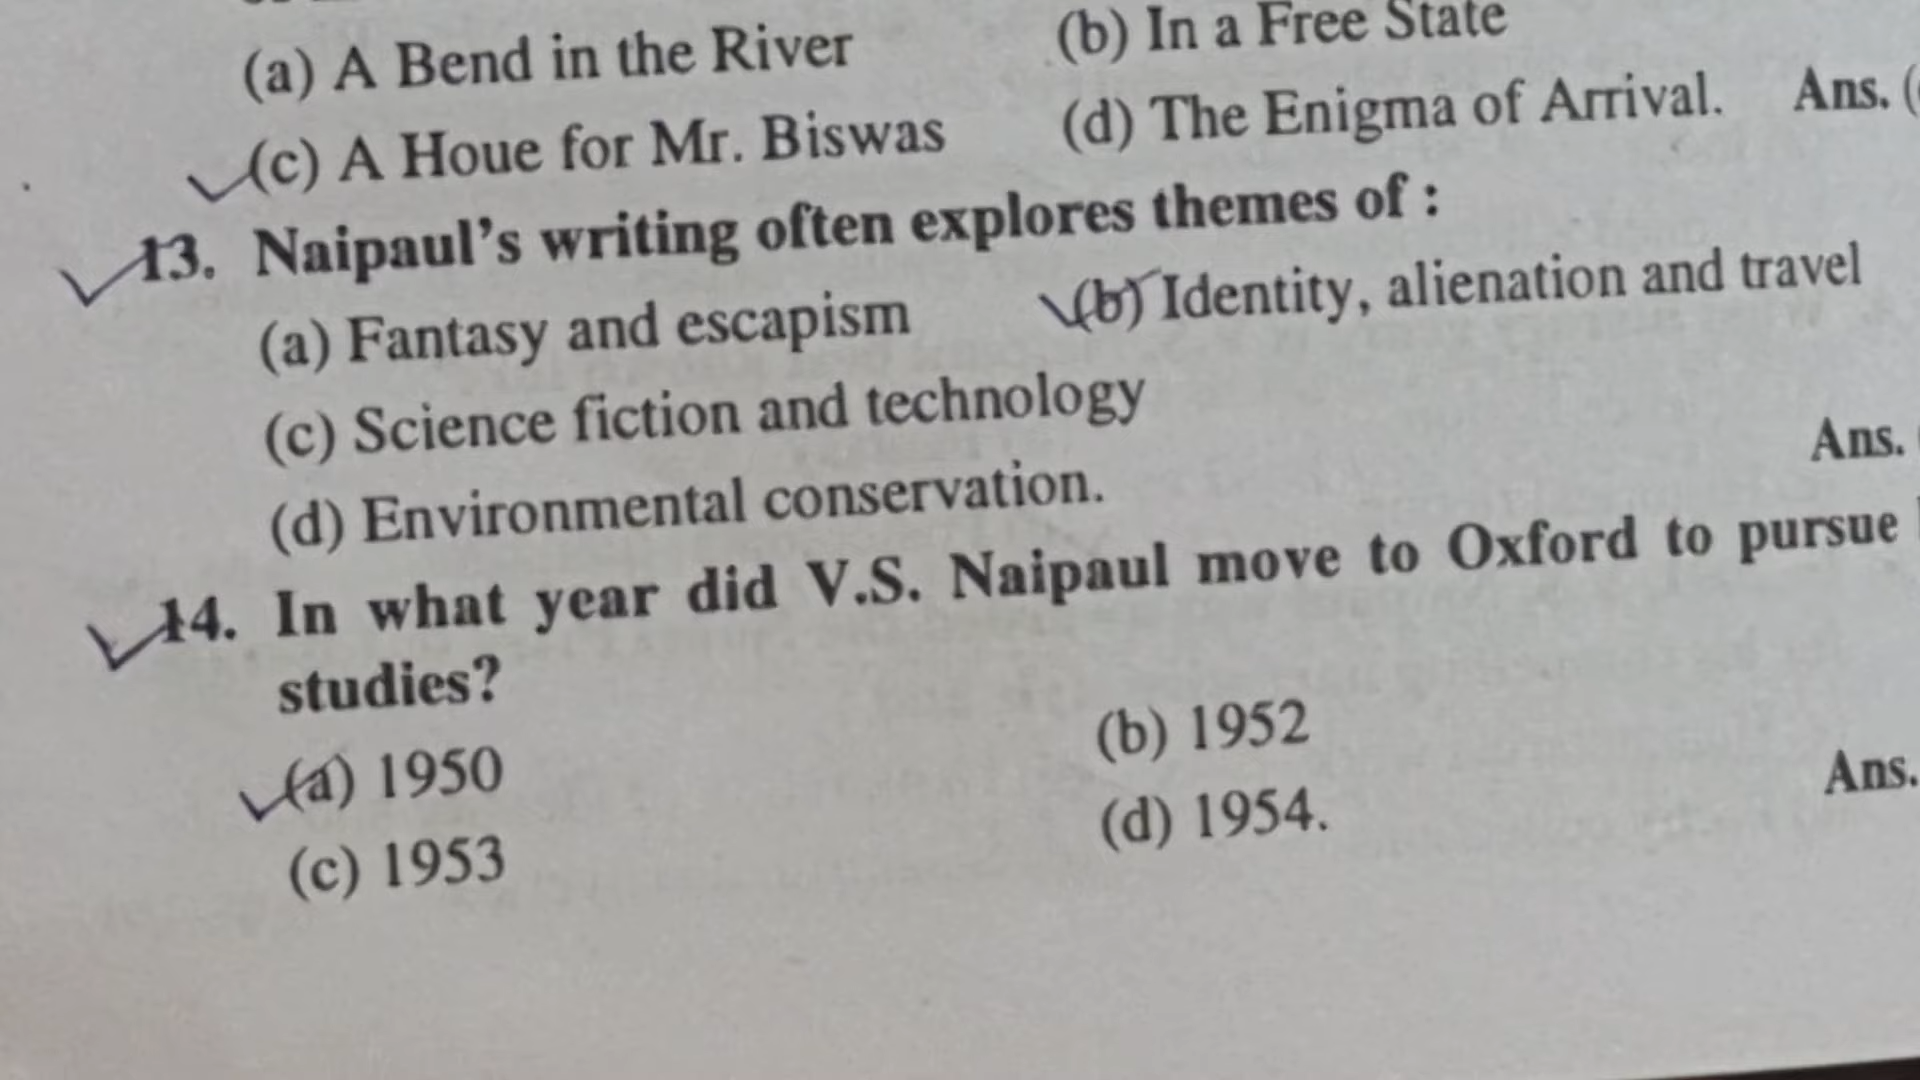 (a) A Bend in the River (b) In a Free State
(c) A Houe for Mr. Biswas (d) The Enigma of Arrival. Ans. (
13. Naipaul's writing often explores themes of :
(a) Fantasy and escapism (b) Identity, alienation and travel
(c) Science fiction and technology
(d) Environmental conservation. Ans.
14. In what year did V.S. Naipaul move to Oxford to pursue
studies?
(a) 1950 (b) 1952
(c) 1953 (d) 1954. Ans.